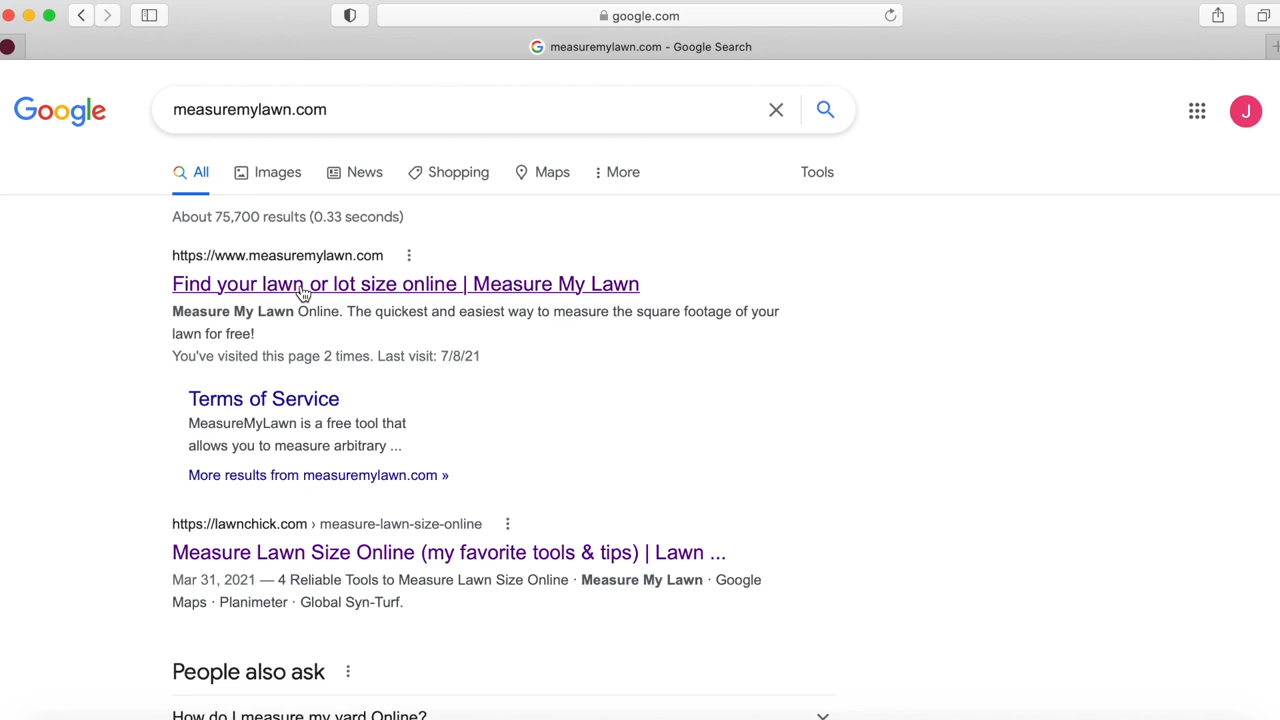 google.com
measuremylawn.com - Google Search
Google
measuremylawn.com
J
All Images News Shopping Maps More Tools
About 75,700 results (0.33 seconds)
https://www.measuremylawn.com
Find your lawn or lot size online | Measure My Lawn
Measure My Lawn Online. The quickest and easiest way to measure the square footage of your
lawn for free!
You've visited this page 2 times. Last visit: 7/8/21
Terms of Service
MeasureMyLawn is a free tool that
allows you to measure arbitrary ...
More results from measuremylawn.com »
https://lawnchick.com › measure-lawn-size-online
Measure Lawn Size Online (my favorite tools & tips) | Lawn ...
Mar 31, 2021 — 4 Reliable Tools to Measure Lawn Size Online · Measure My Lawn · Google
Maps · Planimeter · Global Syn-Turf.
People also ask
How do I measure my yard Online?